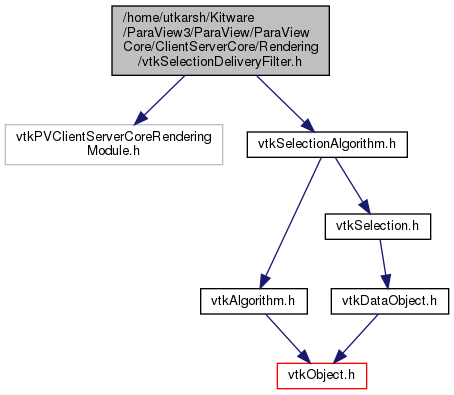 /home/utkarsh/Kitware
/ParaView3/ParaView/ParaView
Core/ClientServerCore/Rendering
/vtkSelectionDeliveryFilter.h
vtkPVClientServerCoreRendering
Module.h
vtkSelectionAlgorithm.h
vtkSelection.h
vtkAlgorithm.h
vtkDataObject.h
vtkObject.h